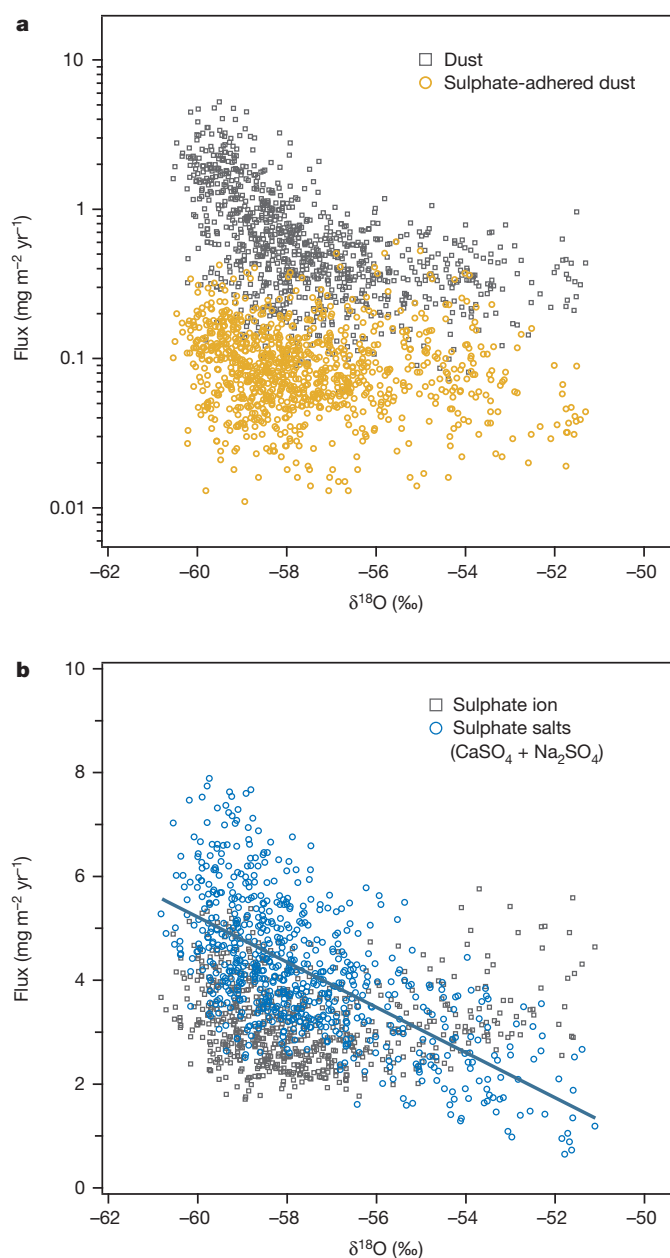 a
Dust
Sulphate-adhered dust
10
1
0.1
0.01
Flux (mg m⁻² yr⁻¹)
−62 −60 −58 −56 −54 −52 −50
δ¹⁸O (‰)
b
Sulphate ion
Sulphate salts
(CaSO₄ + Na₂SO₄)
10
8
6
4
2
0
Flux (mg m⁻² yr⁻¹)
−62 −60 −58 −56 −54 −52 −50
δ¹⁸O (‰)